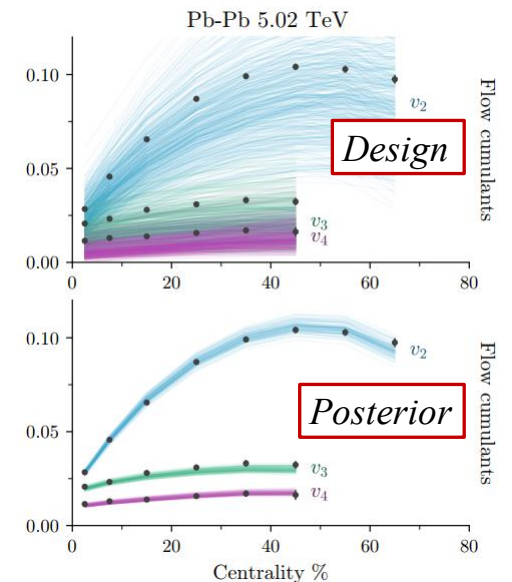 Pb-Pb 5.02 TeV
0.10
0.05
0.00
0 20 40 60 80
v₂
v₃
v₄
Flow cumulants
Design
0.10
0.05
0.00
0 20 40 60 80
v₂
v₃
v₄
Flow cumulants
Posterior
Centrality %